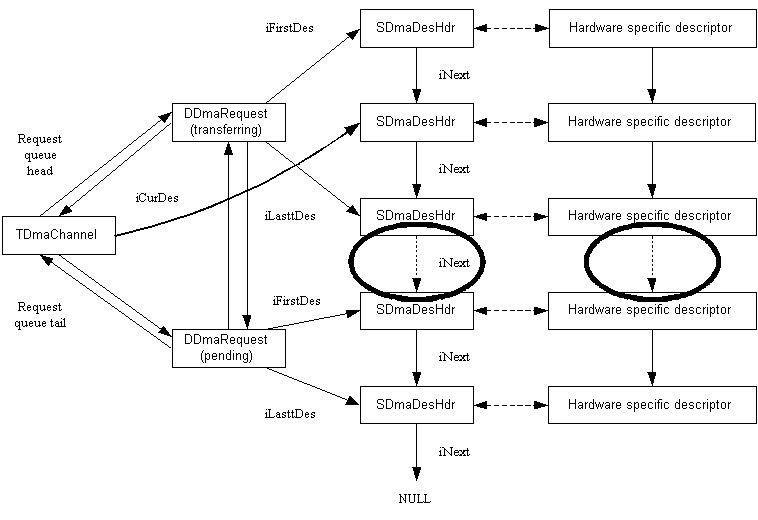 iFirstDes
SDmaDesHdr
Hardware specific descriptor
iNext
DDmaRequest
(transferring)
SDmaDesHdr
Hardware specific descriptor
Request
queue
head
iNext
iCurDes
iLasttDes
SDmaDesHdr
Hardware specific descriptor
TDmaChannel
iNext
iFirstDes
SDmaDesHdr
Hardware specific descriptor
Request
queue tail
DDmaRequest
(pending)
iNext
iLasttDes
SDmaDesHdr
Hardware specific descriptor
iNext
NULL